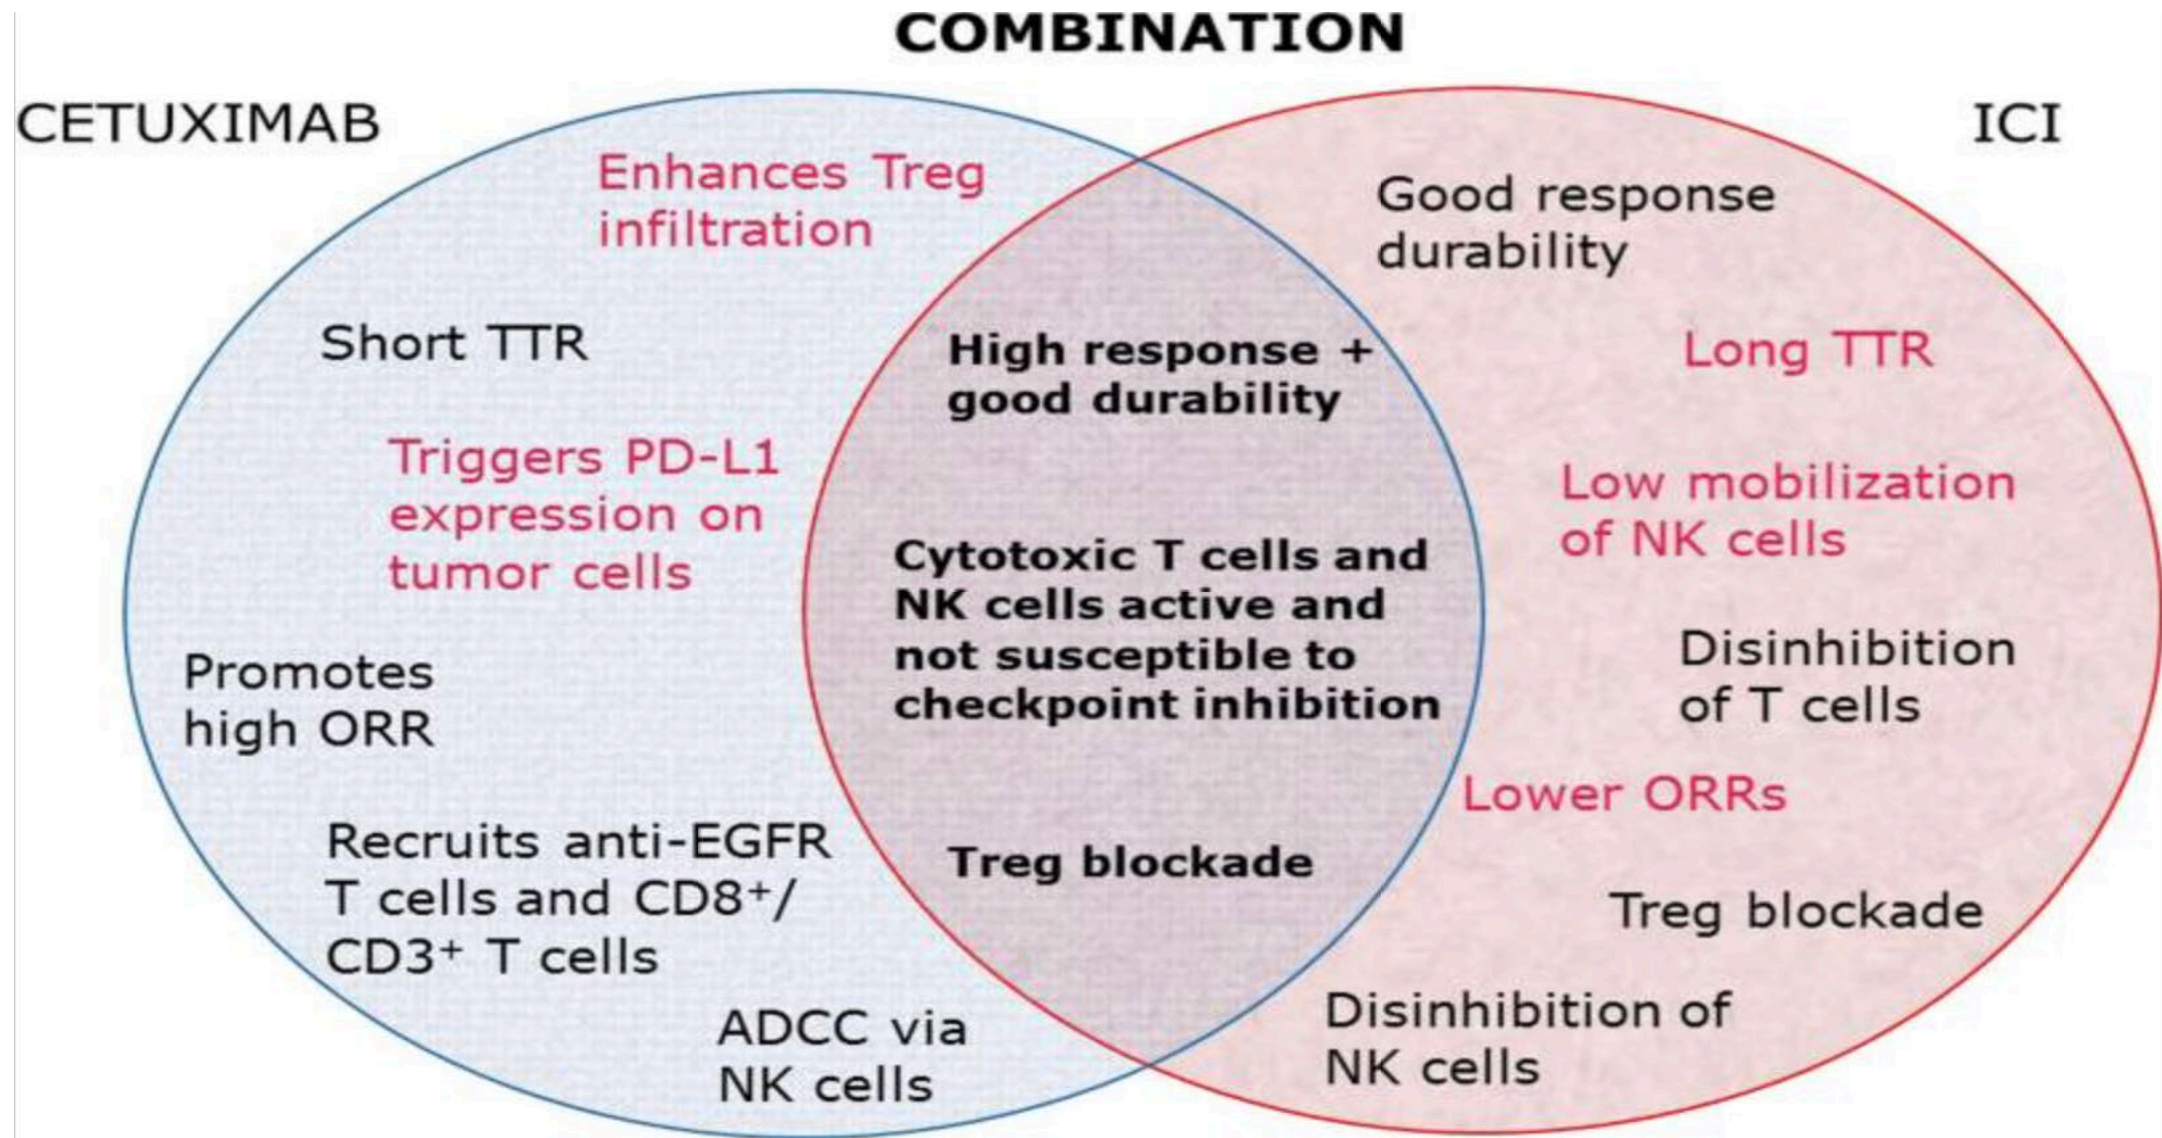 COMBINATION
CETUXIMAB
ICI
Enhances Treg
infiltration
Short TTR
Triggers PD-L1
expression on
tumor cells
Promotes
high ORR
Recruits anti-EGFR
T cells and CD8⁺/
CD3⁺ T cells
ADCC via
NK cells
High response +
good durability
Cytotoxic T cells and
NK cells active and
not susceptible to
checkpoint inhibition
Treg blockade
Good response
durability
Long TTR
Low mobilization
of NK cells
Disinhibition
of T cells
Lower ORRs
Treg blockade
Disinhibition of
NK cells